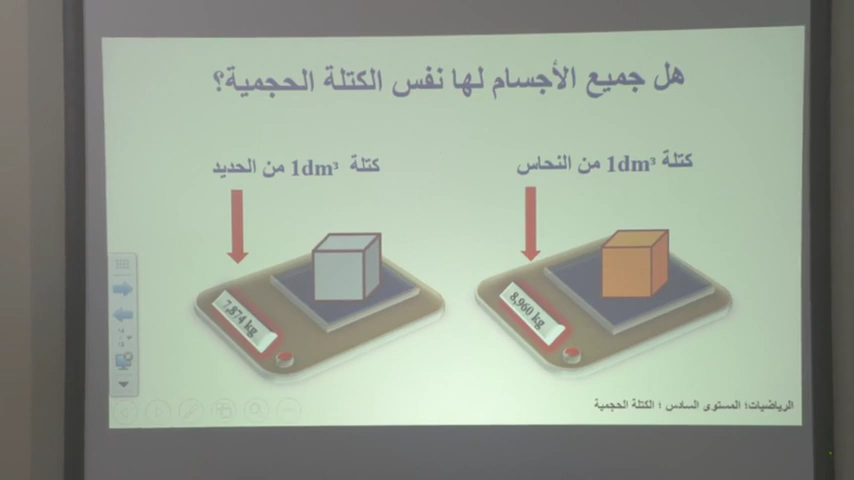 هل جميع الأجسام لها نفس الكتلة الحجمية؟
كتلة 1dm³ من النحاس
كتلة 1dm³ من الحديد
8,960 kg
7,874 kg
الرياضيات؛ المستوى السادس ؛ الكتلة الحجمية